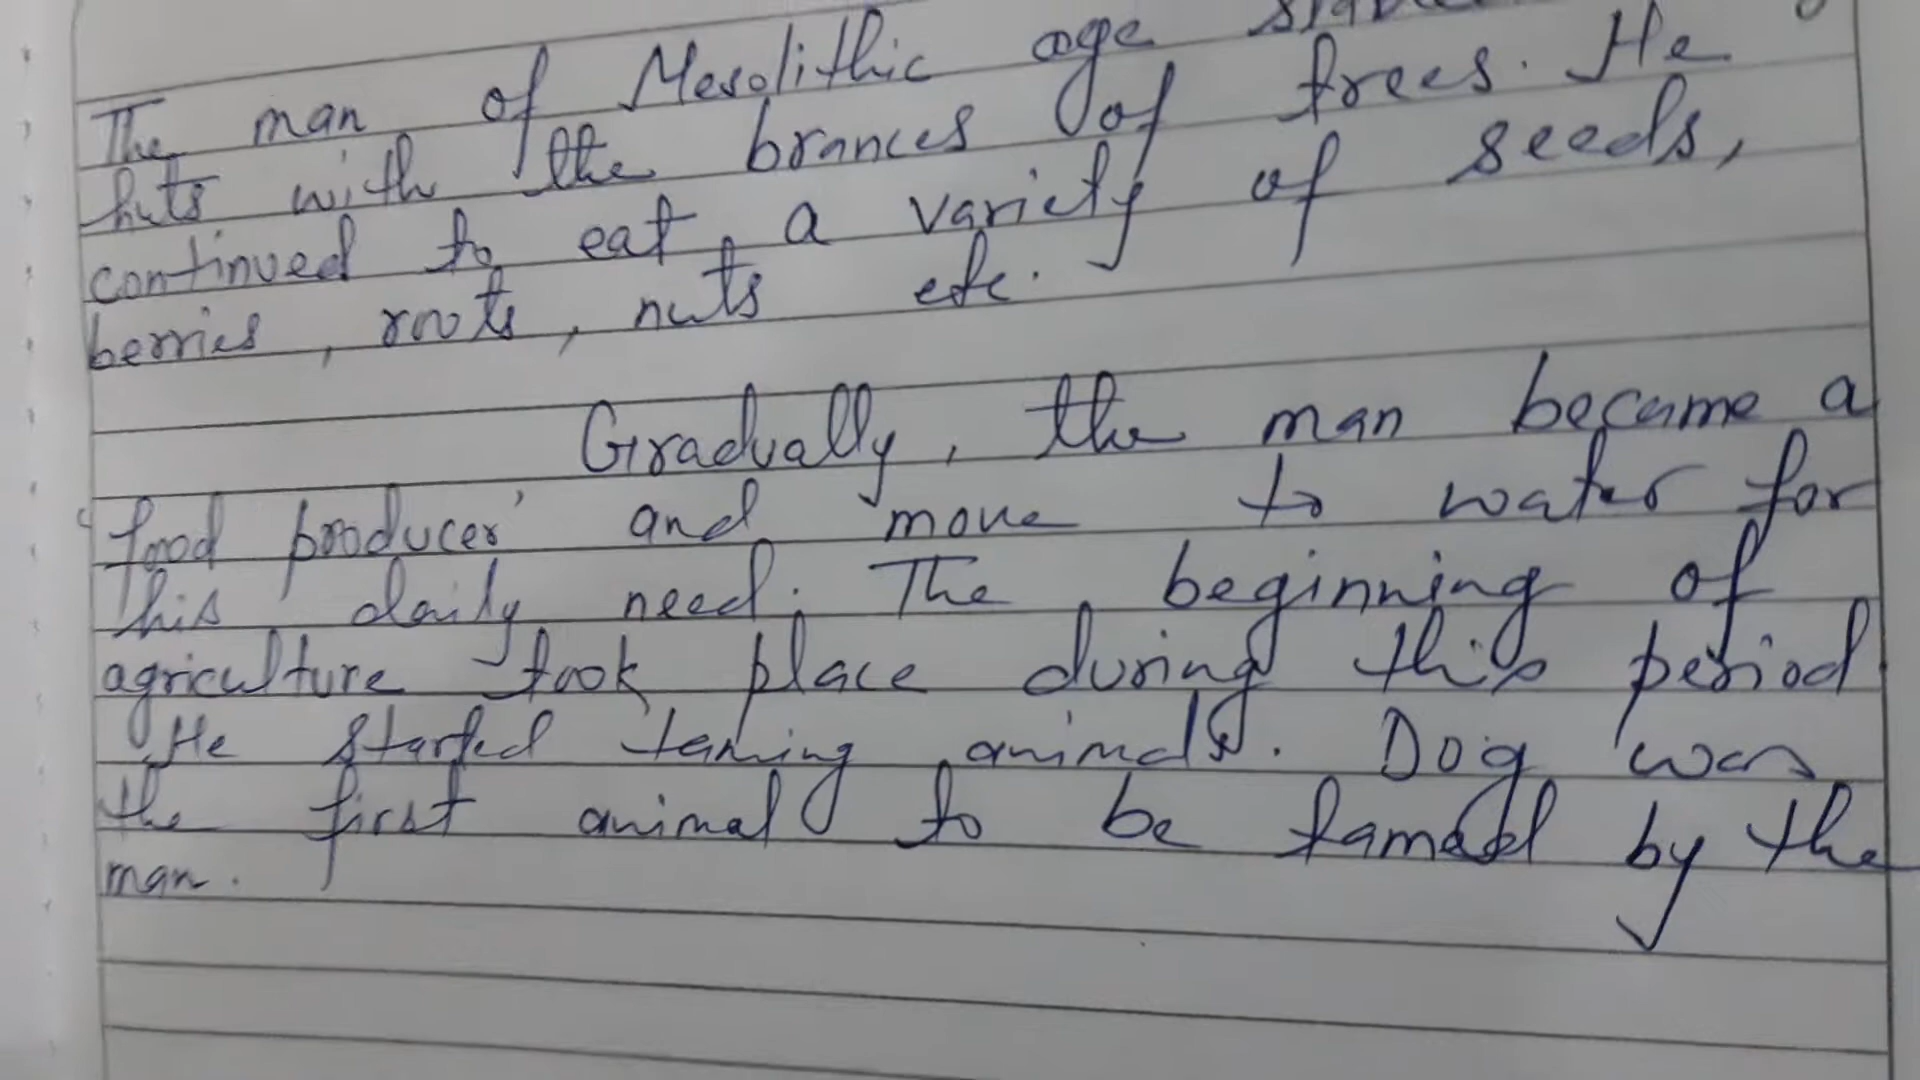 The man of Mesolithic age
huts with the brances of trees. He
continued to eat a variety of seeds,
berries, roots, nuts etc.
Gradually, the man became a
'food producer' and move to water for
his daily need. The beginning of
agriculture took place during this period
He started taming animals. Dog was
the first animal to be tamed by the
man.